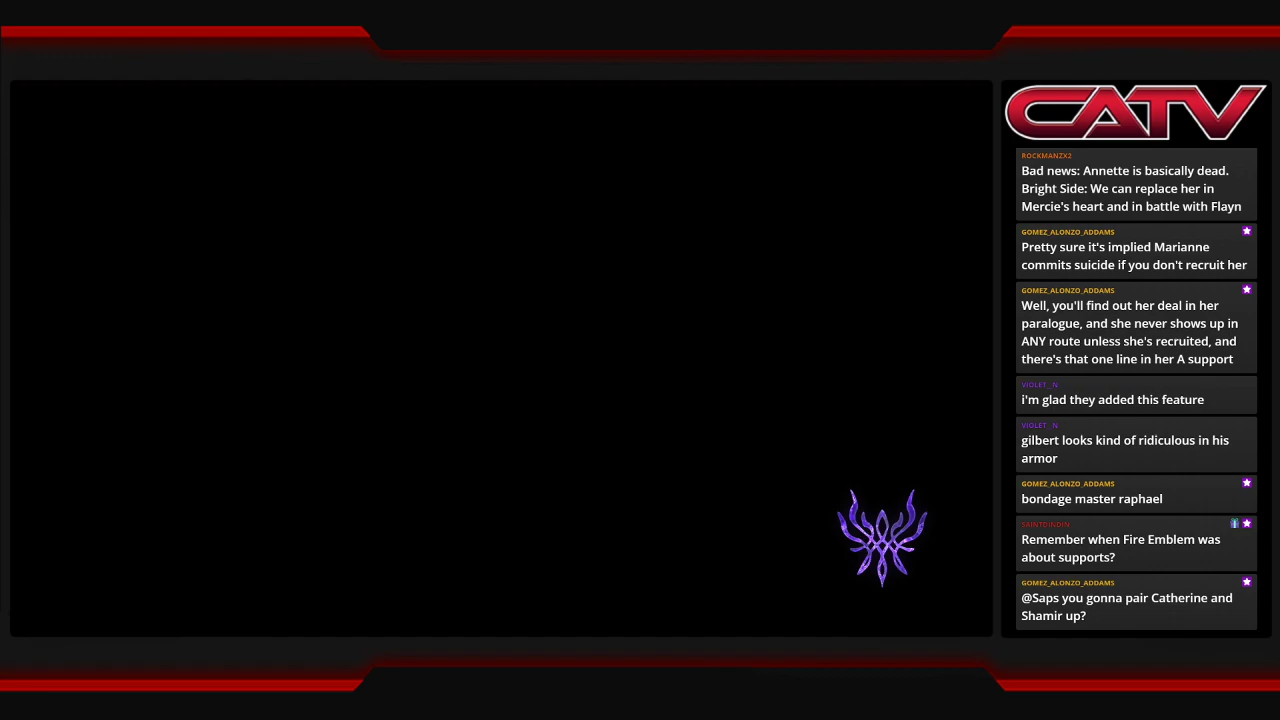 CATV
ROCKMANZX2
Bad news: Annette is basically dead.
Bright Side: We can replace her in
Mercie's heart and in battle with Flayn
GOMEZ_ALONZO_ADDAMS
Pretty sure it's implied Marianne
commits suicide if you don't recruit her
GOMEZ_ALONZO_ADDAMS
Well, you'll find out her deal in her
paralogue, and she never shows up in
ANY route unless she's recruited, and
there's that one line in her A support
VIOLET__N
i'm glad they added this feature
VIOLET__N
gilbert looks kind of ridiculous in his
armor
GOMEZ_ALONZO_ADDAMS
bondage master raphael
SAINTDINDIN
Remember when Fire Emblem was
about supports?
GOMEZ_ALONZO_ADDAMS
@Saps you gonna pair Catherine and
Shamir up?